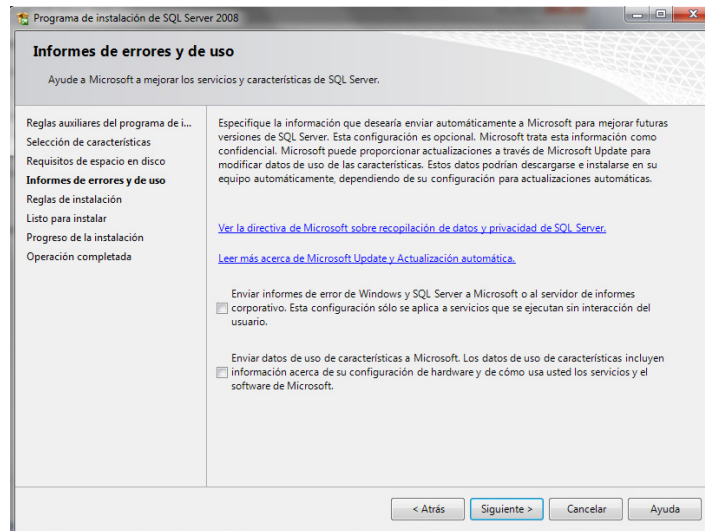 Programa de instalación de SQL Server 2008
Informes de errores y de uso
Ayude a Microsoft a mejorar los servicios y características de SQL Server.
Reglas auxiliares del programa de i...
Selección de características
Requisitos de espacio en disco
Informes de errores y de uso
Reglas de instalación
Listo para instalar
Progreso de la instalación
Operación completada
Especifique la información que desearía enviar automáticamente a Microsoft para mejorar futuras
versiones de SQL Server. Esta configuración es opcional. Microsoft trata esta información como
confidencial. Microsoft puede proporcionar actualizaciones a través de Microsoft Update para
modificar datos de uso de las características. Estos datos podrían descargarse e instalarse en su
equipo automáticamente, dependiendo de su configuración para actualizaciones automáticas.
Ver la directiva de Microsoft sobre recopilación de datos y privacidad de SQL Server.
Leer más acerca de Microsoft Update y Actualización automática.
Enviar informes de error de Windows y SQL Server a Microsoft o al servidor de informes
corporativo. Esta configuración sólo se aplica a servicios que se ejecutan sin interacción del
usuario.
Enviar datos de uso de características a Microsoft. Los datos de uso de características incluyen
información acerca de su configuración de hardware y de cómo usa usted los servicios y el
software de Microsoft.
< Atrás
Siguiente >
Cancelar
Ayuda